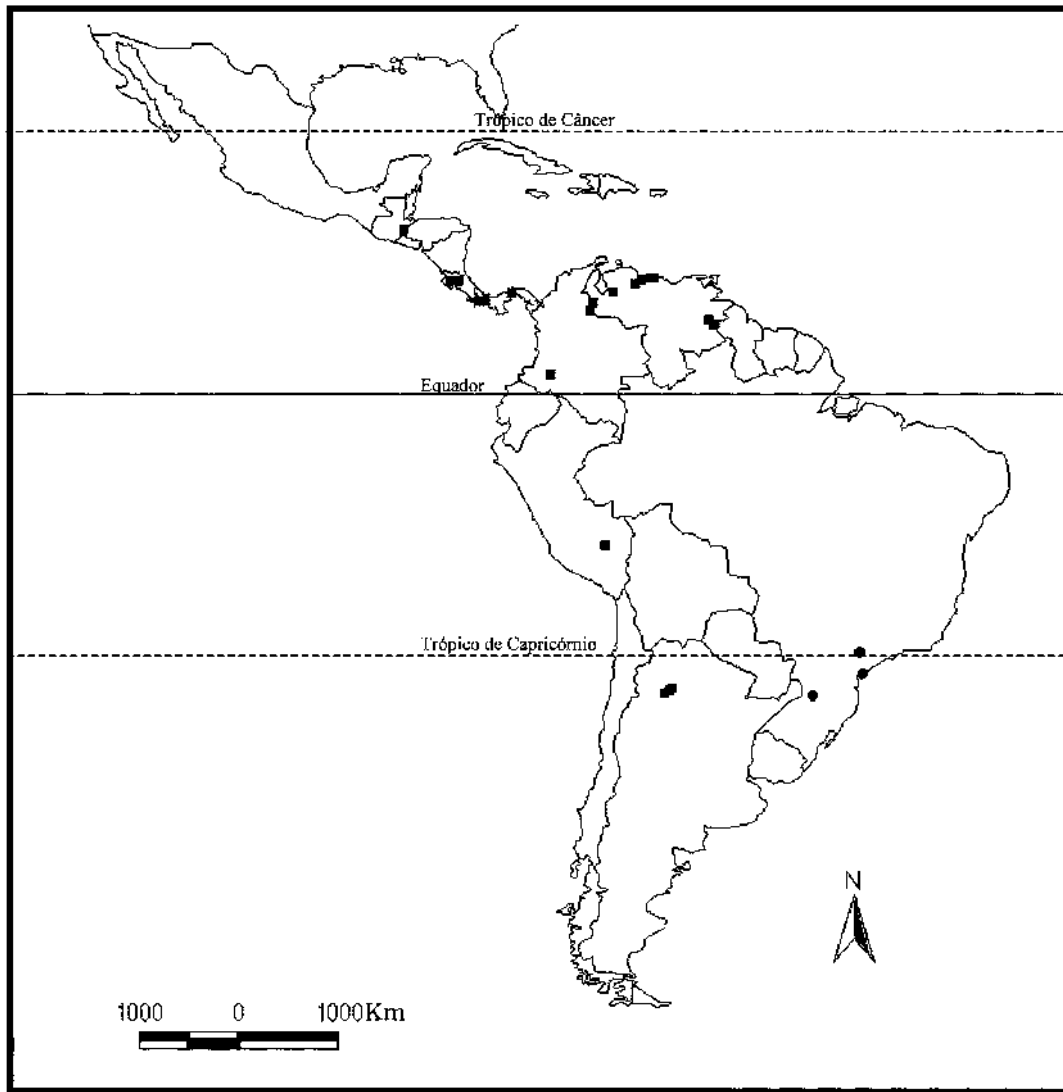 Trópico de Câncer
Equador
Trópico de Capricórnio
N
1000 0 1000Km